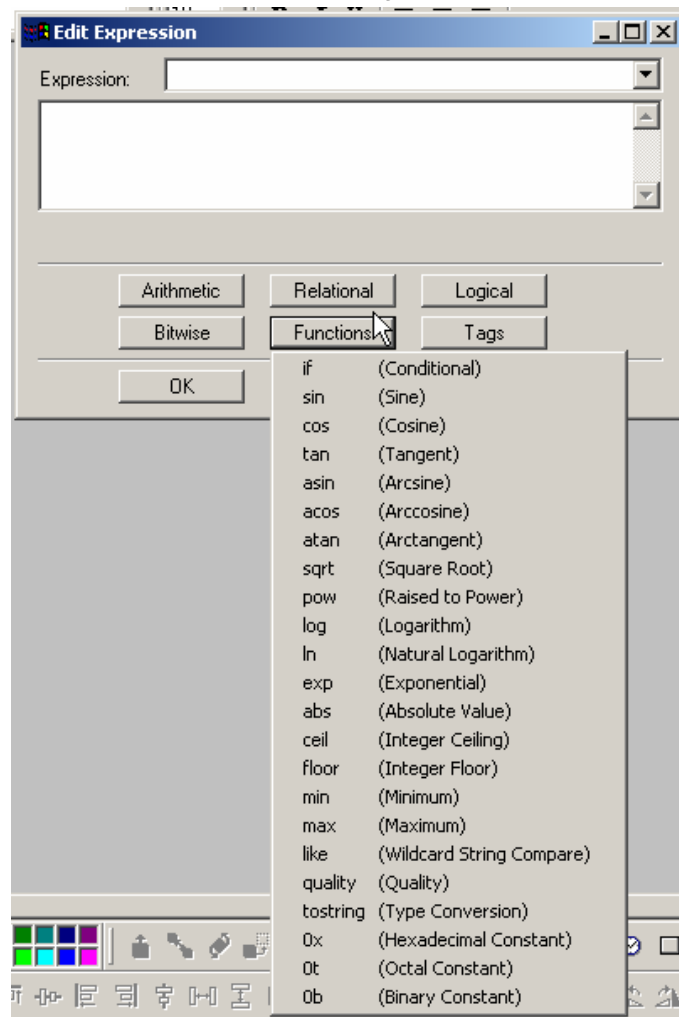 Edit Expression
Expression:
Arithmetic Relational Logical
Bitwise Functions Tags
OK
if (Conditional)
sin (Sine)
cos (Cosine)
tan (Tangent)
asin (Arcsine)
acos (Arccosine)
atan (Arctangent)
sqrt (Square Root)
pow (Raised to Power)
log (Logarithm)
ln (Natural Logarithm)
exp (Exponential)
abs (Absolute Value)
ceil (Integer Ceiling)
floor (Integer Floor)
min (Minimum)
max (Maximum)
like (Wildcard String Compare)
quality (Quality)
tostring (Type Conversion)
0x (Hexadecimal Constant)
0t (Octal Constant)
0b (Binary Constant)